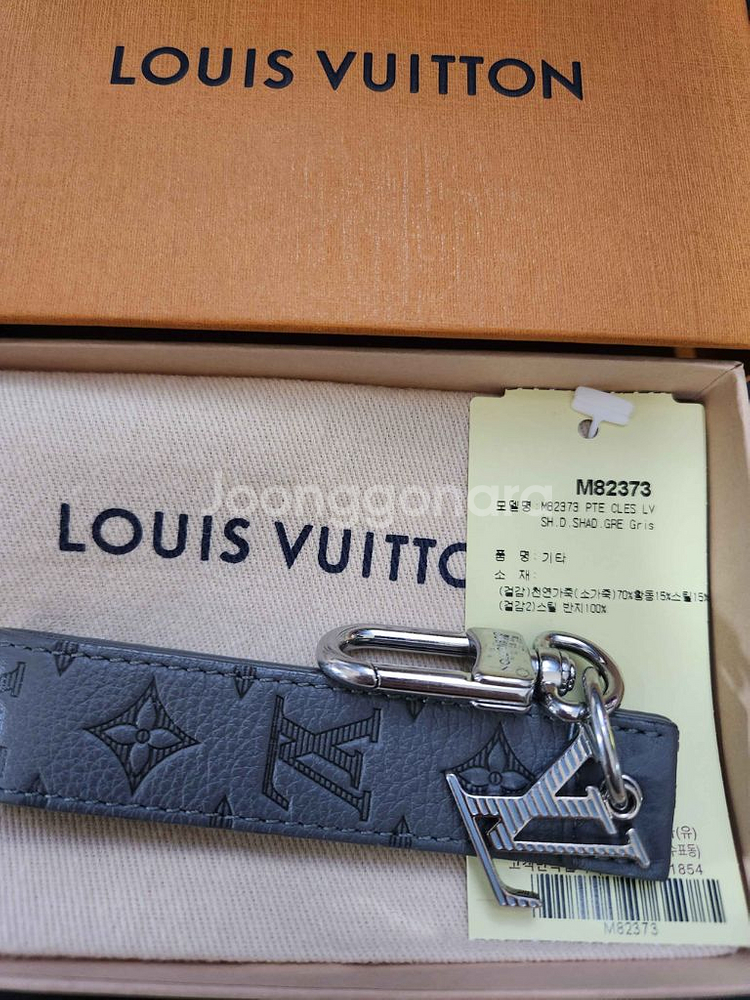 LOUIS VUITTON
Joonggonara
M82373
모델명:M82373 PTE CLES LV
SH.D.SHAD.GRE Gris
품 명:기타
소 재:
(겉감)천연가죽(소가죽)70%황동15%스틸15%
(겉감2)스틸 반지100%
LOUIS VUITTO
(유)
1854
M82373